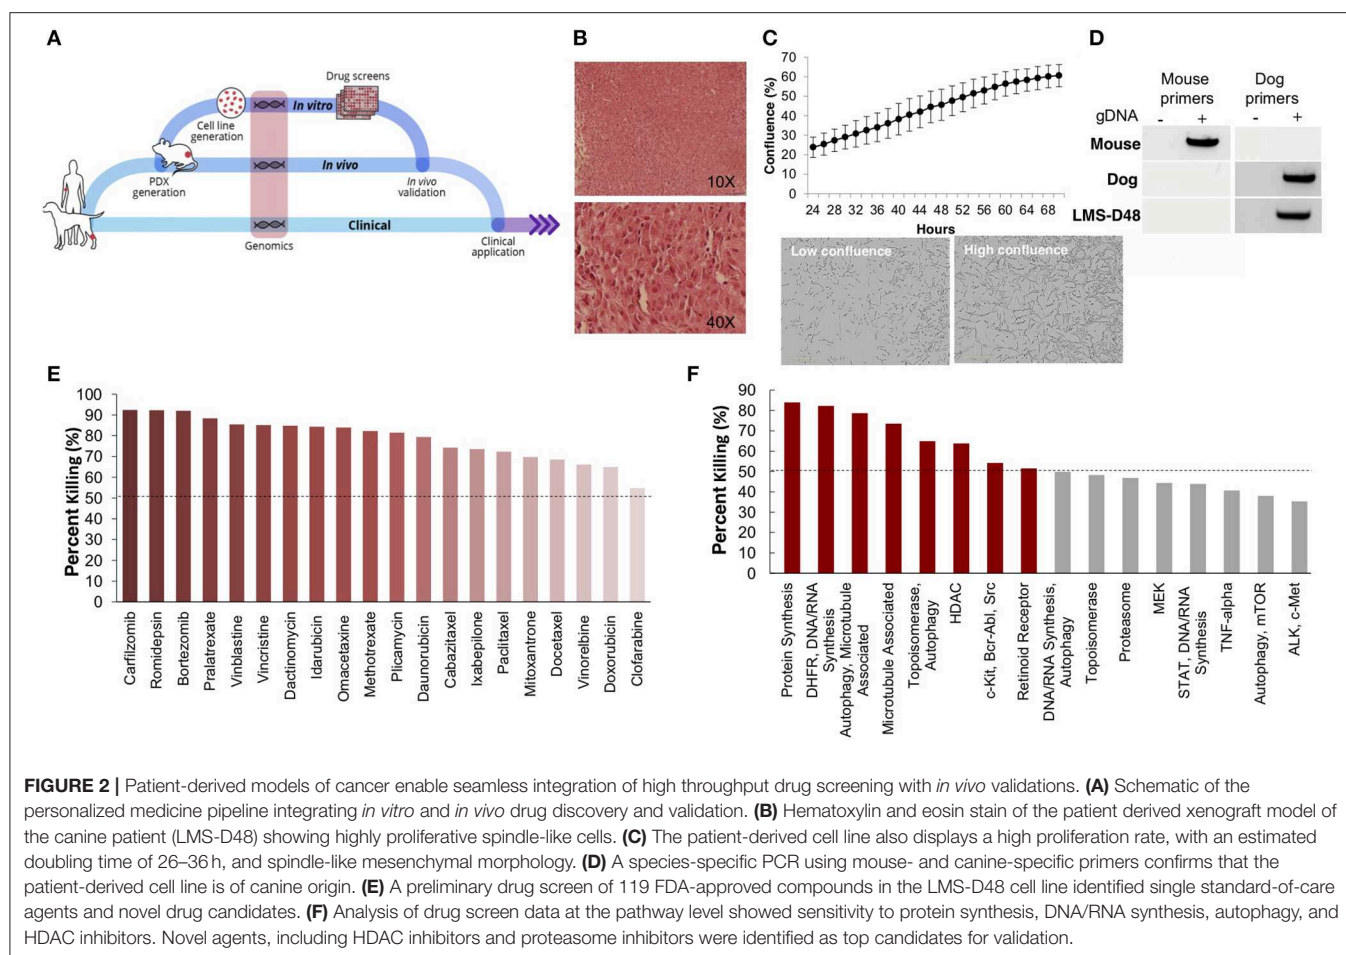 A
Drug screens
In vitro
Cell line
generation
In vivo
PDX
generation
In vivo
validation
Clinical
Genomics
Clinical
application
B
10X
40X
C
Confluence (%)
70
60
50
40
30
20
10
0
24 28 32 36 40 44 48 52 56 60 64 68
Hours
Low confluence
High confluence
D
Mouse
primers
Dog
primers
gDNA - + - +
Mouse
Dog
LMS-D48
E
Percent Killing (%)
100
90
80
70
60
50
40
30
20
10
0
Carfilzomib
Romidepsin
Bortezomib
Pralatrexate
Vinblastine
Vincristine
Dactinomycin
Idarubicin
Omacetaxine
Methotrexate
Plicamycin
Daunorubicin
Cabazitaxel
Ixabepilone
Paclitaxel
Mitoxantrone
Docetaxel
Vinorelbine
Doxorubicin
Clofarabine
F
Percent Killing (%)
90
80
70
60
50
40
30
20
10
0
Protein Synthesis
DHFR, DNA/RNA
Synthesis
Autophagy, Microtubule
Associated
Microtubule Associated
Topoisomerase,
Autophagy
HDAC
c-Kit, Bcr-Abl, Src
Retinoid Receptor
DNA/RNA Synthesis,
Autophagy
Topoisomerase
Proteasome
MEK
STAT, DNA/RNA
Synthesis
TNF-alpha
Autophagy, mTOR
ALK, c-Met
FIGURE 2 | Patient-derived models of cancer enable seamless integration of high throughput drug screening with in vivo validations. (A) Schematic of the
personalized medicine pipeline integrating in vitro and in vivo drug discovery and validation. (B) Hematoxylin and eosin stain of the patient derived xenograft model of
the canine patient (LMS-D48) showing highly proliferative spindle-like cells. (C) The patient-derived cell line also displays a high proliferation rate, with an estimated
doubling time of 26–36 h, and spindle-like mesenchymal morphology. (D) A species-specific PCR using mouse- and canine-specific primers confirms that the
patient-derived cell line is of canine origin. (E) A preliminary drug screen of 119 FDA-approved compounds in the LMS-D48 cell line identified single standard-of-care
agents and novel drug candidates. (F) Analysis of drug screen data at the pathway level showed sensitivity to protein synthesis, DNA/RNA synthesis, autophagy, and
HDAC inhibitors. Novel agents, including HDAC inhibitors and proteasome inhibitors were identified as top candidates for validation.